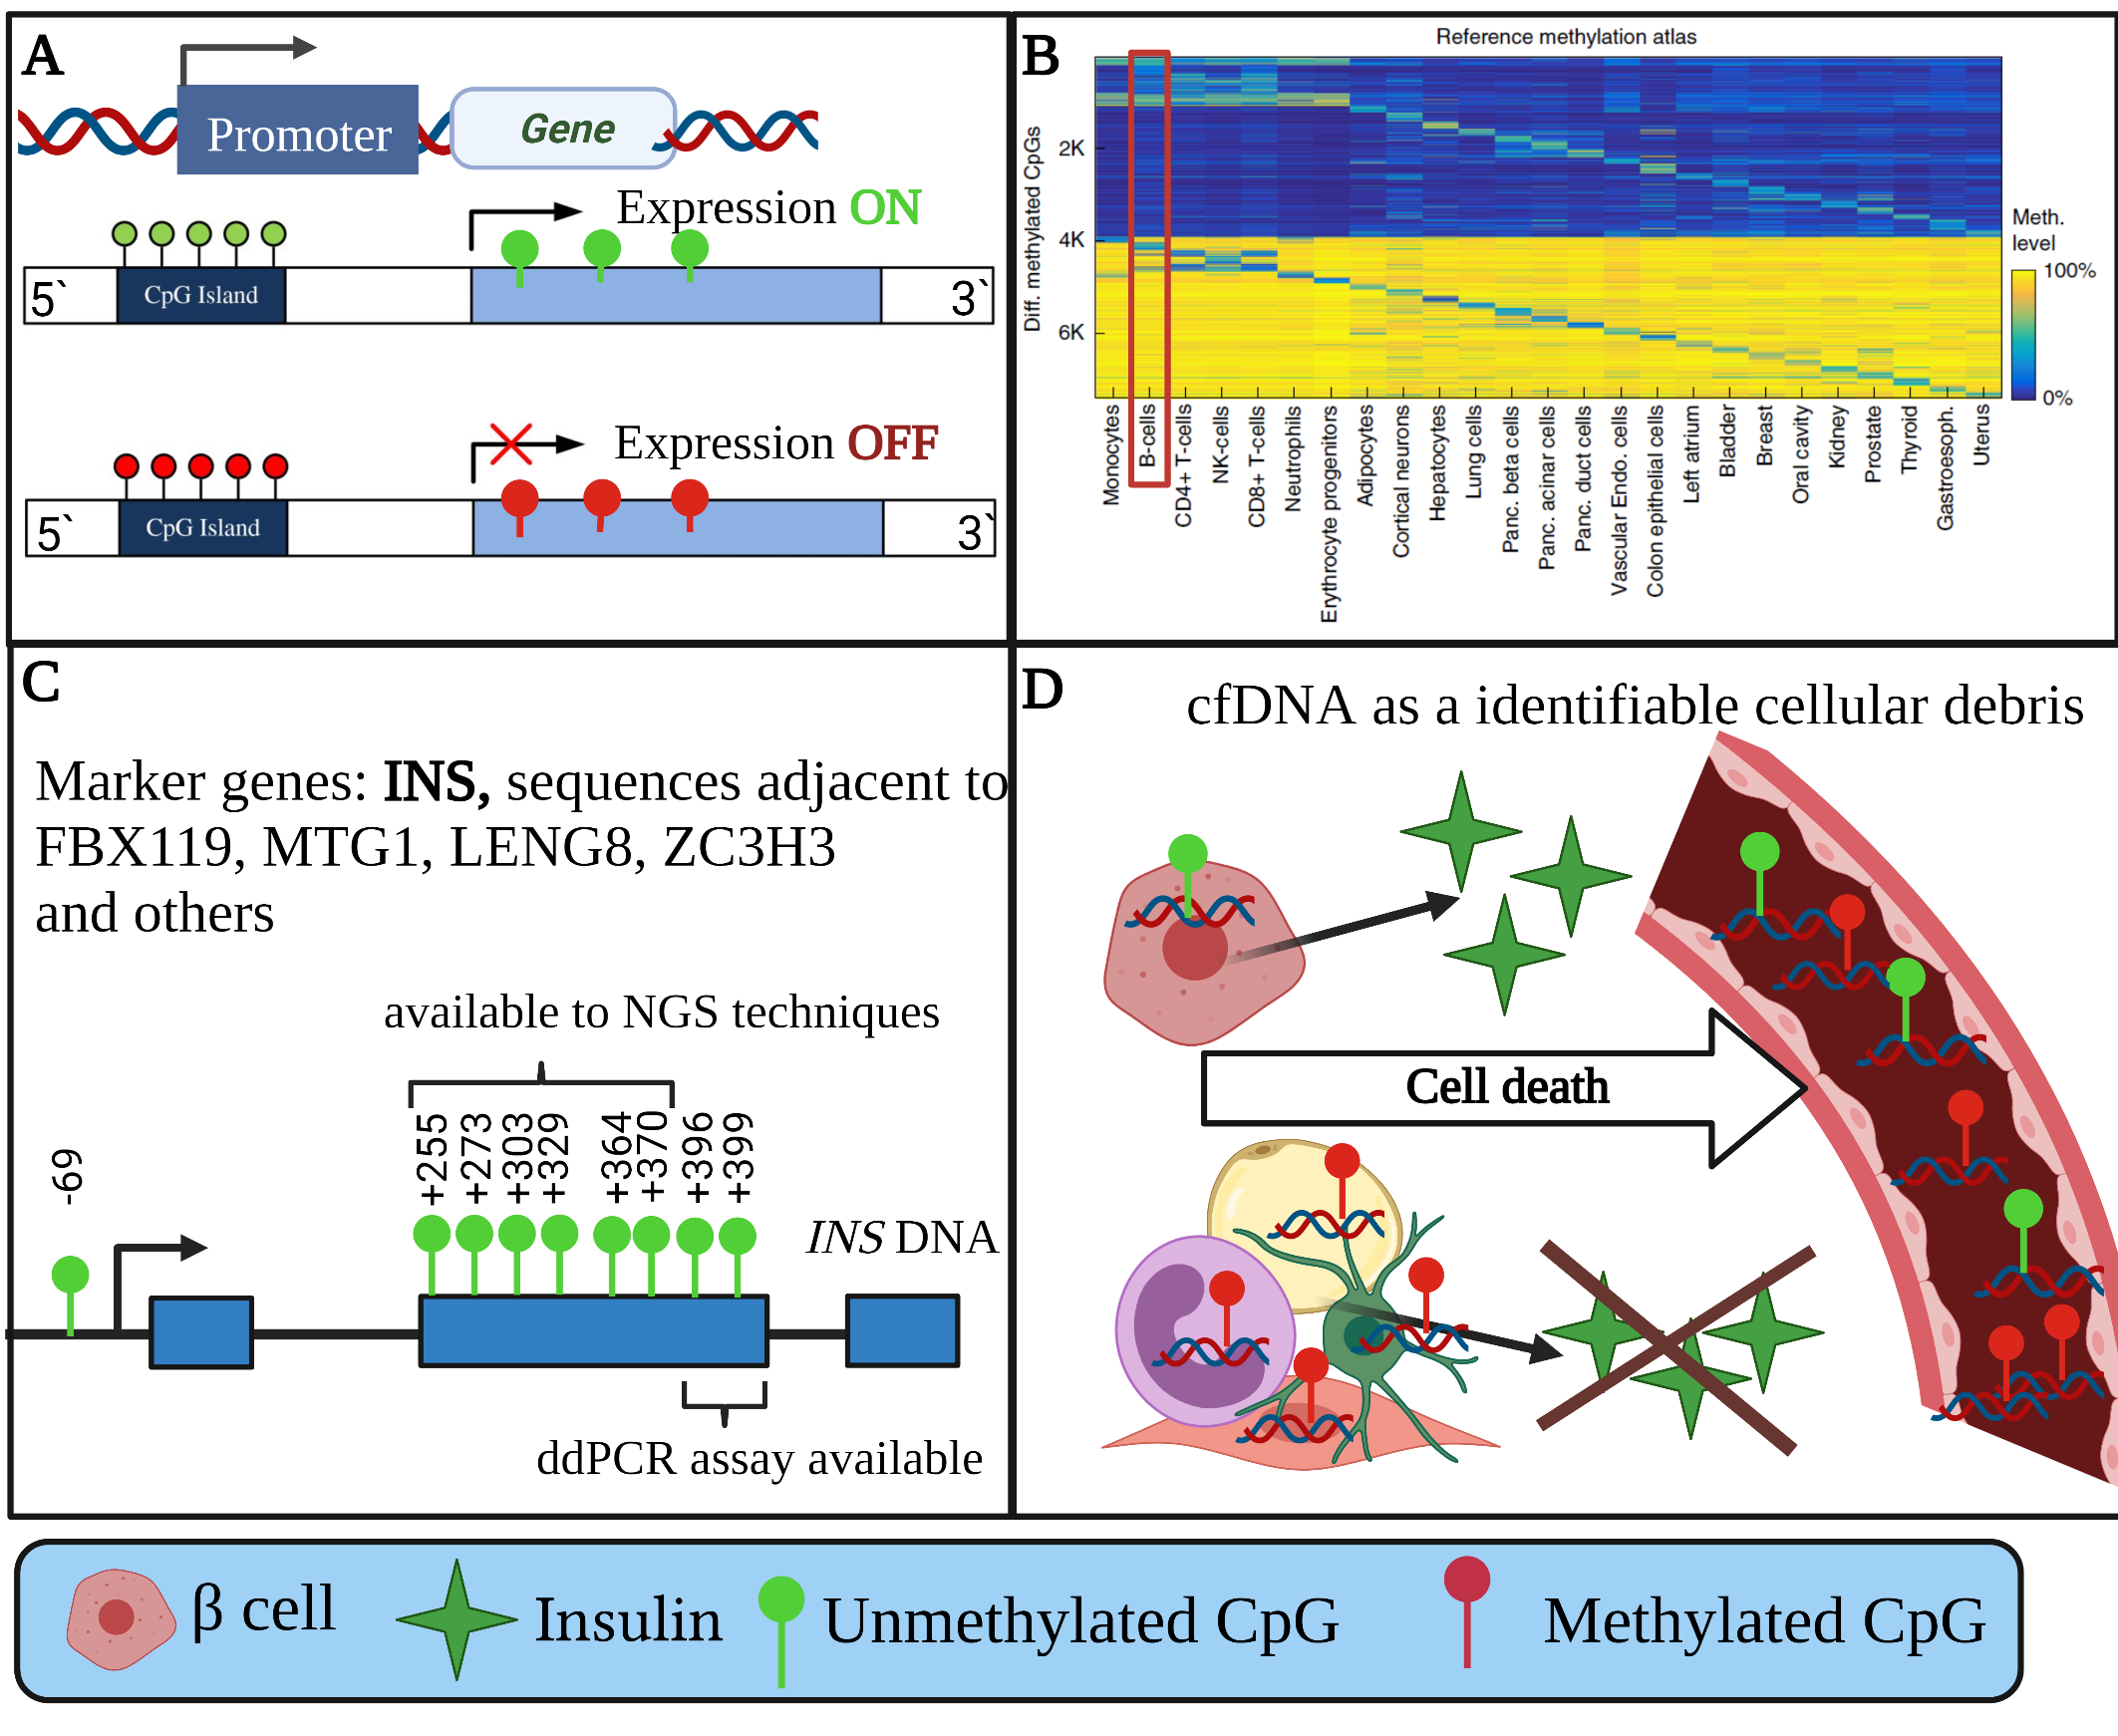 A
Promoter
Gene
Expression ON
5`
CpG Island
3`
Expression OFF
5`
CpG Island
3`
B
Reference methylation atlas
Diff. methylated CpGs
2K
4K
6K
Meth.
level
100%
0%
Monocytes
B-cells
CD4+ T-cells
NK-cells
CD8+ T-cells
Neutrophils
Erythrocyte progenitors
Adipocytes
Cortical neurons
Hepatocytes
Lung cells
Panc. beta cells
Panc. acinar cells
Panc. duct cells
Vascular Endo. cells
Colon epithelial cells
Left atrium
Bladder
Breast
Oral cavity
Kidney
Prostate
Thyroid
Gastroesoph.
Uterus
C
Marker genes: INS, sequences adjacent to
FBX119, MTG1, LENG8, ZC3H3
and others
available to NGS techniques
-69
+255
+273
+303
+329
+364
+370
+396
+399
INS DNA
ddPCR assay available
D
cfDNA as a identifiable cellular debris
Cell death
β cell
Insulin
Unmethylated CpG
Methylated CpG